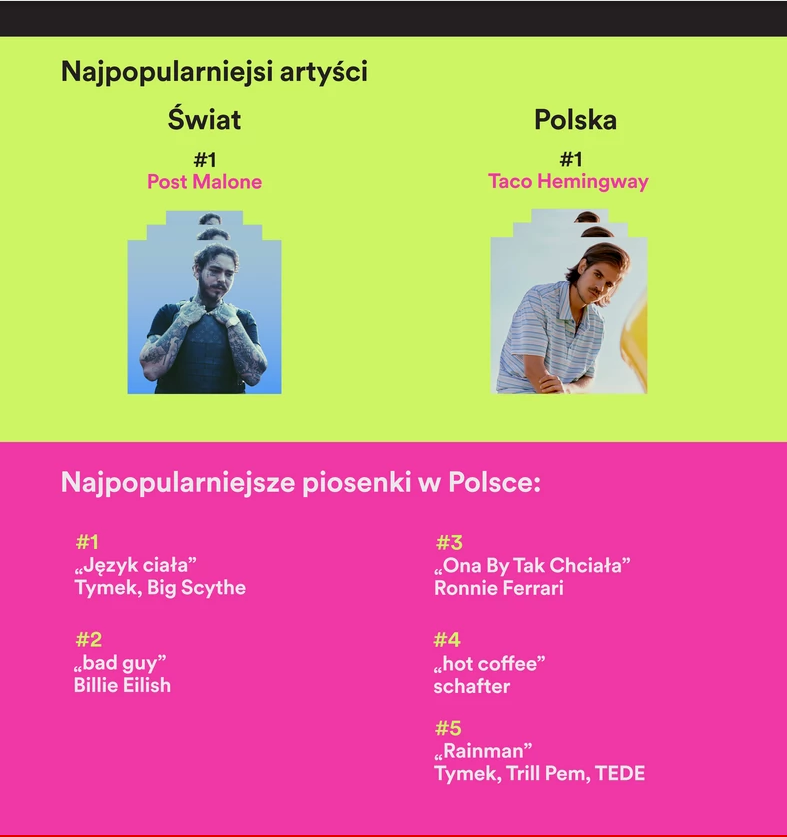 Najpopularniejsi artyści
Świat
#1
Post Malone
Polska
#1
Taco Hemingway
Najpopularniejsze piosenki w Polsce:
#1
„Język ciała”
Tymek, Big Scythe
#2
„bad guy”
Billie Eilish
#3
„Ona By Tak Chciała”
Ronnie Ferrari
#4
„hot coffee”
schafter
#5
„Rainman”
Tymek, Trill Pem, TEDE